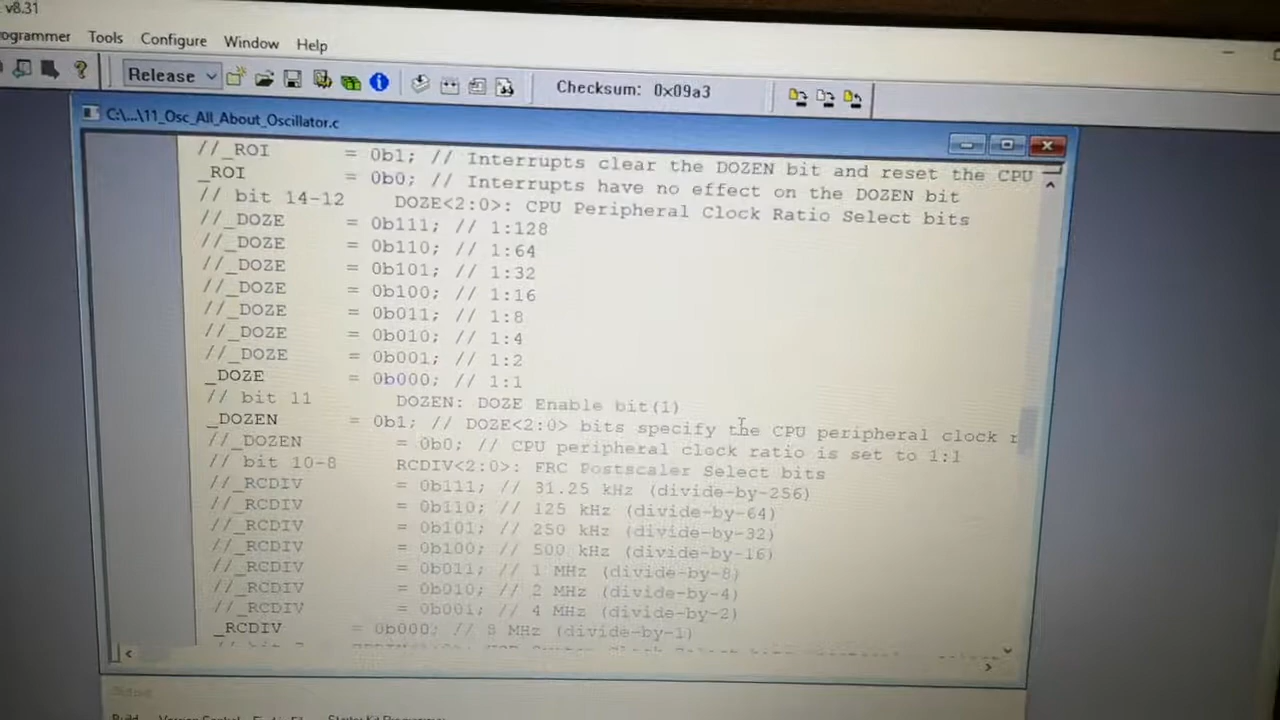 v8.31
ogrammer Tools Configure Window Help
Release Checksum: 0x09a3
C:\...\11_Osc_All_About_Oscillator.c
//_ROI = 0b1; // Interrupts clear the DOZEN bit and reset the CPU
_ROI = 0b0; // Interrupts have no effect on the DOZEN bit
// bit 14-12 DOZE<2:0>: CPU Peripheral Clock Ratio Select bits
//_DOZE = 0b111; // 1:128
//_DOZE = 0b110; // 1:64
//_DOZE = 0b101; // 1:32
//_DOZE = 0b100; // 1:16
//_DOZE = 0b011; // 1:8
//_DOZE = 0b010; // 1:4
//_DOZE = 0b001; // 1:2
_DOZE = 0b000; // 1:1
// bit 11 DOZEN: DOZE Enable bit(1)
_DOZEN = 0b1; // DOZE<2:0> bits specify the CPU peripheral clock r
//_DOZEN = 0b0; // CPU peripheral clock ratio is set to 1:1
// bit 10-8 RCDIV<2:0>: FRC Postscaler Select bits
//_RCDIV = 0b111; // 31.25 kHz (divide-by-256)
//_RCDIV = 0b110; // 125 kHz (divide-by-64)
//_RCDIV = 0b101; // 250 kHz (divide-by-32)
//_RCDIV = 0b100; // 500 kHz (divide-by-16)
//_RCDIV = 0b011; // 1 MHz (divide-by-8)
//_RCDIV = 0b010; // 2 MHz (divide-by-4)
//_RCDIV = 0b001; // 4 MHz (divide-by-2)
_RCDIV = 0b000; // 8 MHz (divide-by-1)
Output